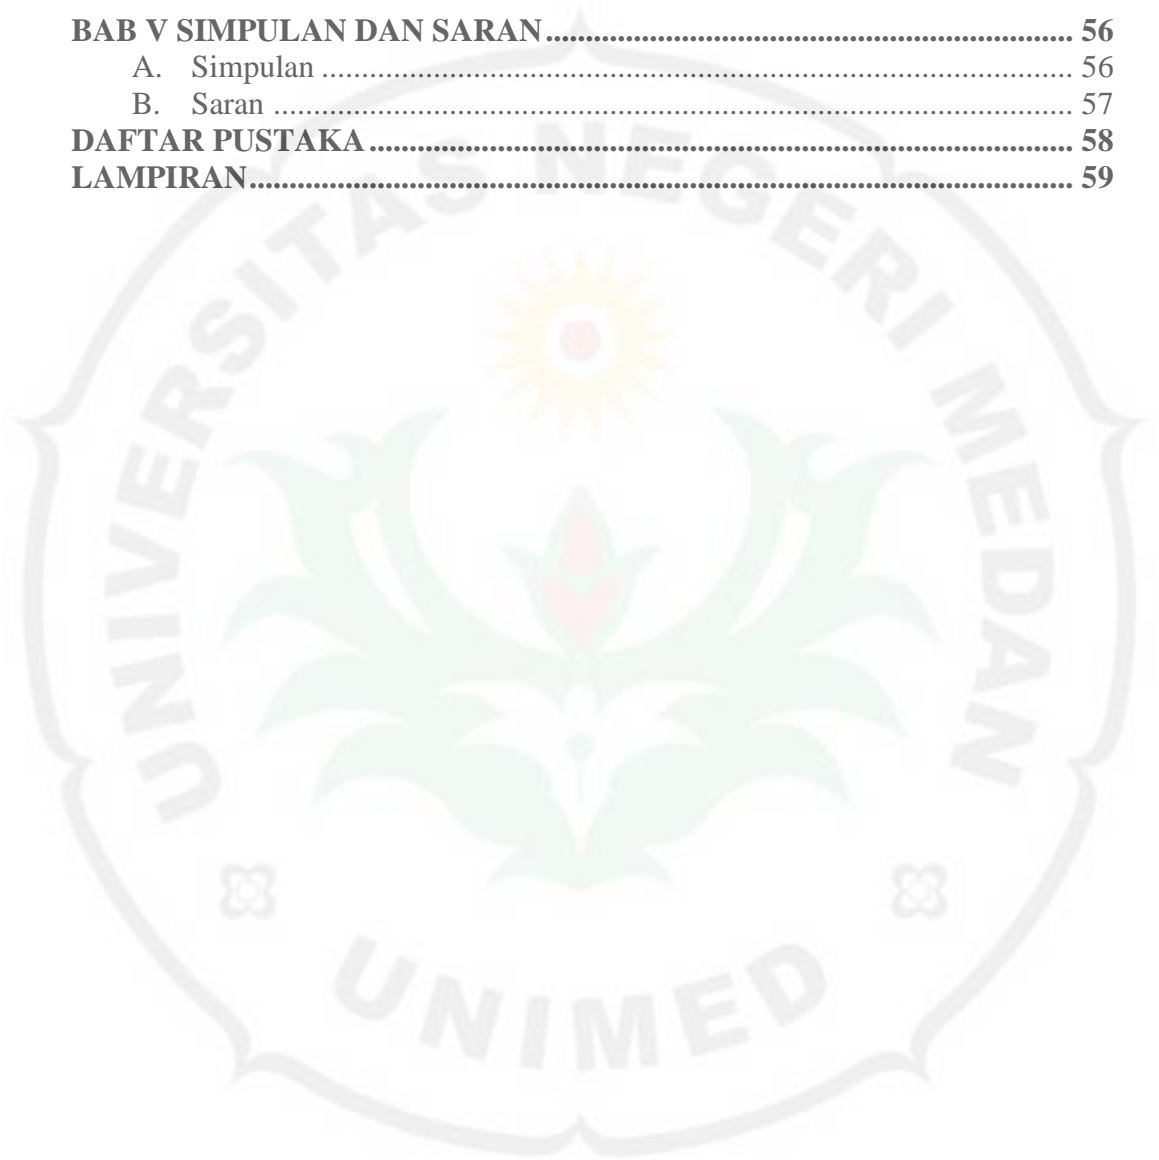 BAB V SIMPULAN DAN SARAN.................................................................. 56
A. Simpulan ............................................................................................... 56
B. Saran ..................................................................................................... 57
DAFTAR PUSTAKA......................................................................................... 58
LAMPIRAN........................................................................................................ 59
UNIVERSITAS NEGERI MEDAN
UNIMED